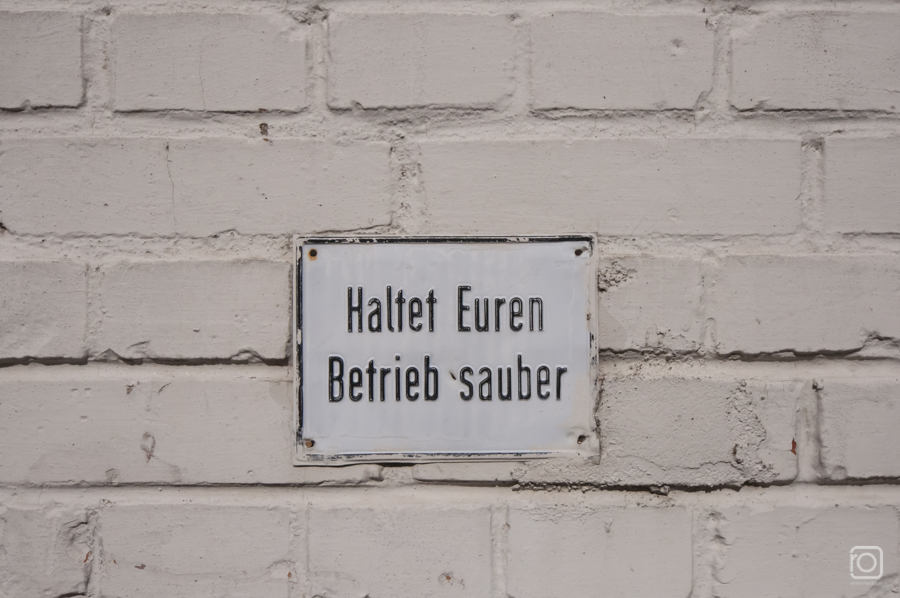 Haltet Euren
Betrieb sauber